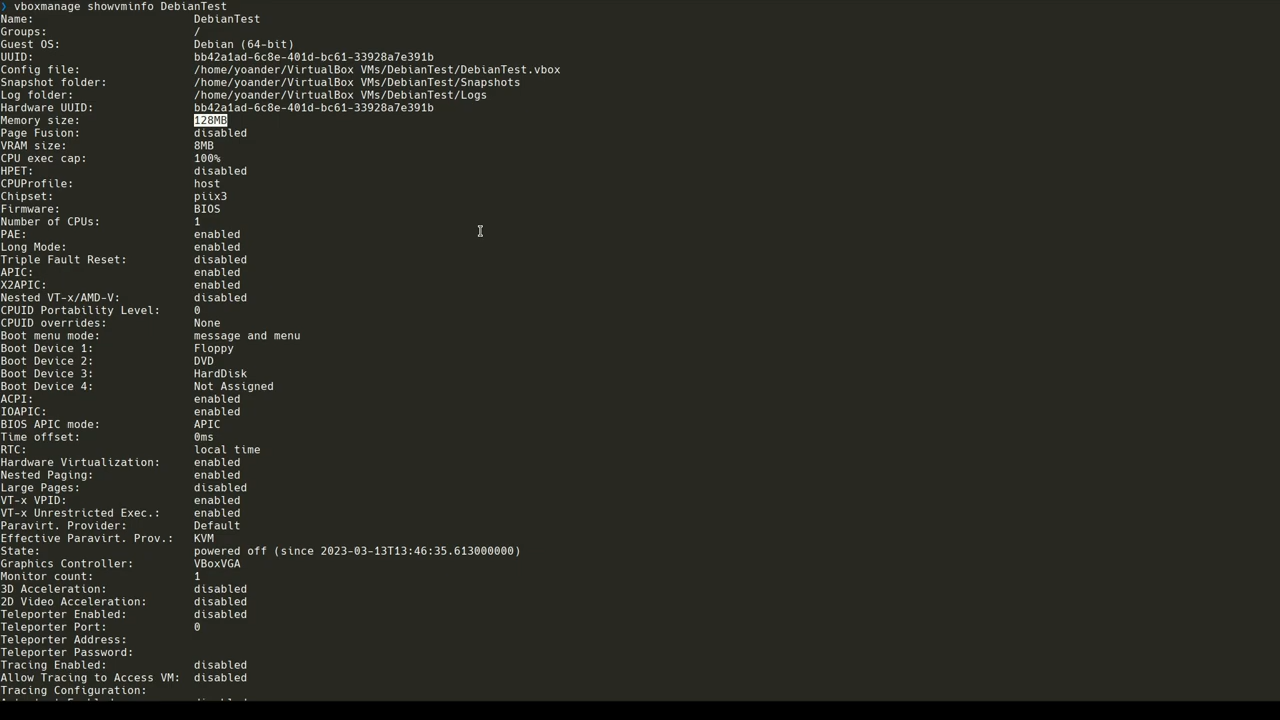 ❯ vboxmanage showvminfo DebianTest
Name: DebianTest
Groups: /
Guest OS: Debian (64-bit)
UUID: bb42a1ad-6c8e-401d-bc61-33928a7e391b
Config file: /home/yoander/VirtualBox VMs/DebianTest/DebianTest.vbox
Snapshot folder: /home/yoander/VirtualBox VMs/DebianTest/Snapshots
Log folder: /home/yoander/VirtualBox VMs/DebianTest/Logs
Hardware UUID: bb42a1ad-6c8e-401d-bc61-33928a7e391b
Memory size: 128MB
Page Fusion: disabled
VRAM size: 8MB
CPU exec cap: 100%
HPET: disabled
CPUProfile: host
Chipset: piix3
Firmware: BIOS
Number of CPUs: 1
PAE: enabled
Long Mode: enabled
Triple Fault Reset: disabled
APIC: enabled
X2APIC: enabled
Nested VT-x/AMD-V: disabled
CPUID Portability Level: 0
CPUID overrides: None
Boot menu mode: message and menu
Boot Device 1: Floppy
Boot Device 2: DVD
Boot Device 3: HardDisk
Boot Device 4: Not Assigned
ACPI: enabled
IOAPIC: enabled
BIOS APIC mode: APIC
Time offset: 0ms
RTC: local time
Hardware Virtualization: enabled
Nested Paging: enabled
Large Pages: disabled
VT-x VPID: enabled
VT-x Unrestricted Exec.: enabled
Paravirt. Provider: Default
Effective Paravirt. Prov.: KVM
State: powered off (since 2023-03-13T13:46:35.613000000)
Graphics Controller: VBoxVGA
Monitor count: 1
3D Acceleration: disabled
2D Video Acceleration: disabled
Teleporter Enabled: disabled
Teleporter Port: 0
Teleporter Address:
Teleporter Password:
Tracing Enabled: disabled
Allow Tracing to Access VM: disabled
Tracing Configuration: